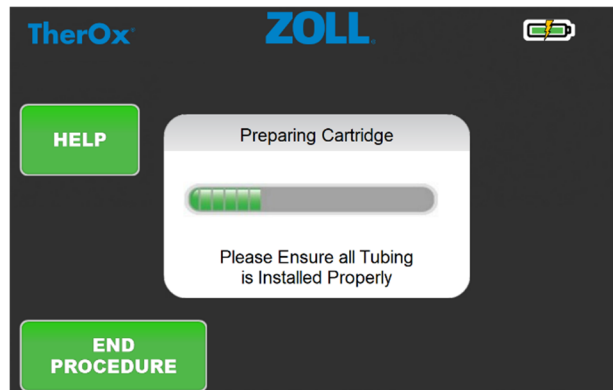 TherOx
ZOLL
HELP
Preparing Cartridge
Please Ensure all Tubing
is Installed Properly
END
PROCEDURE